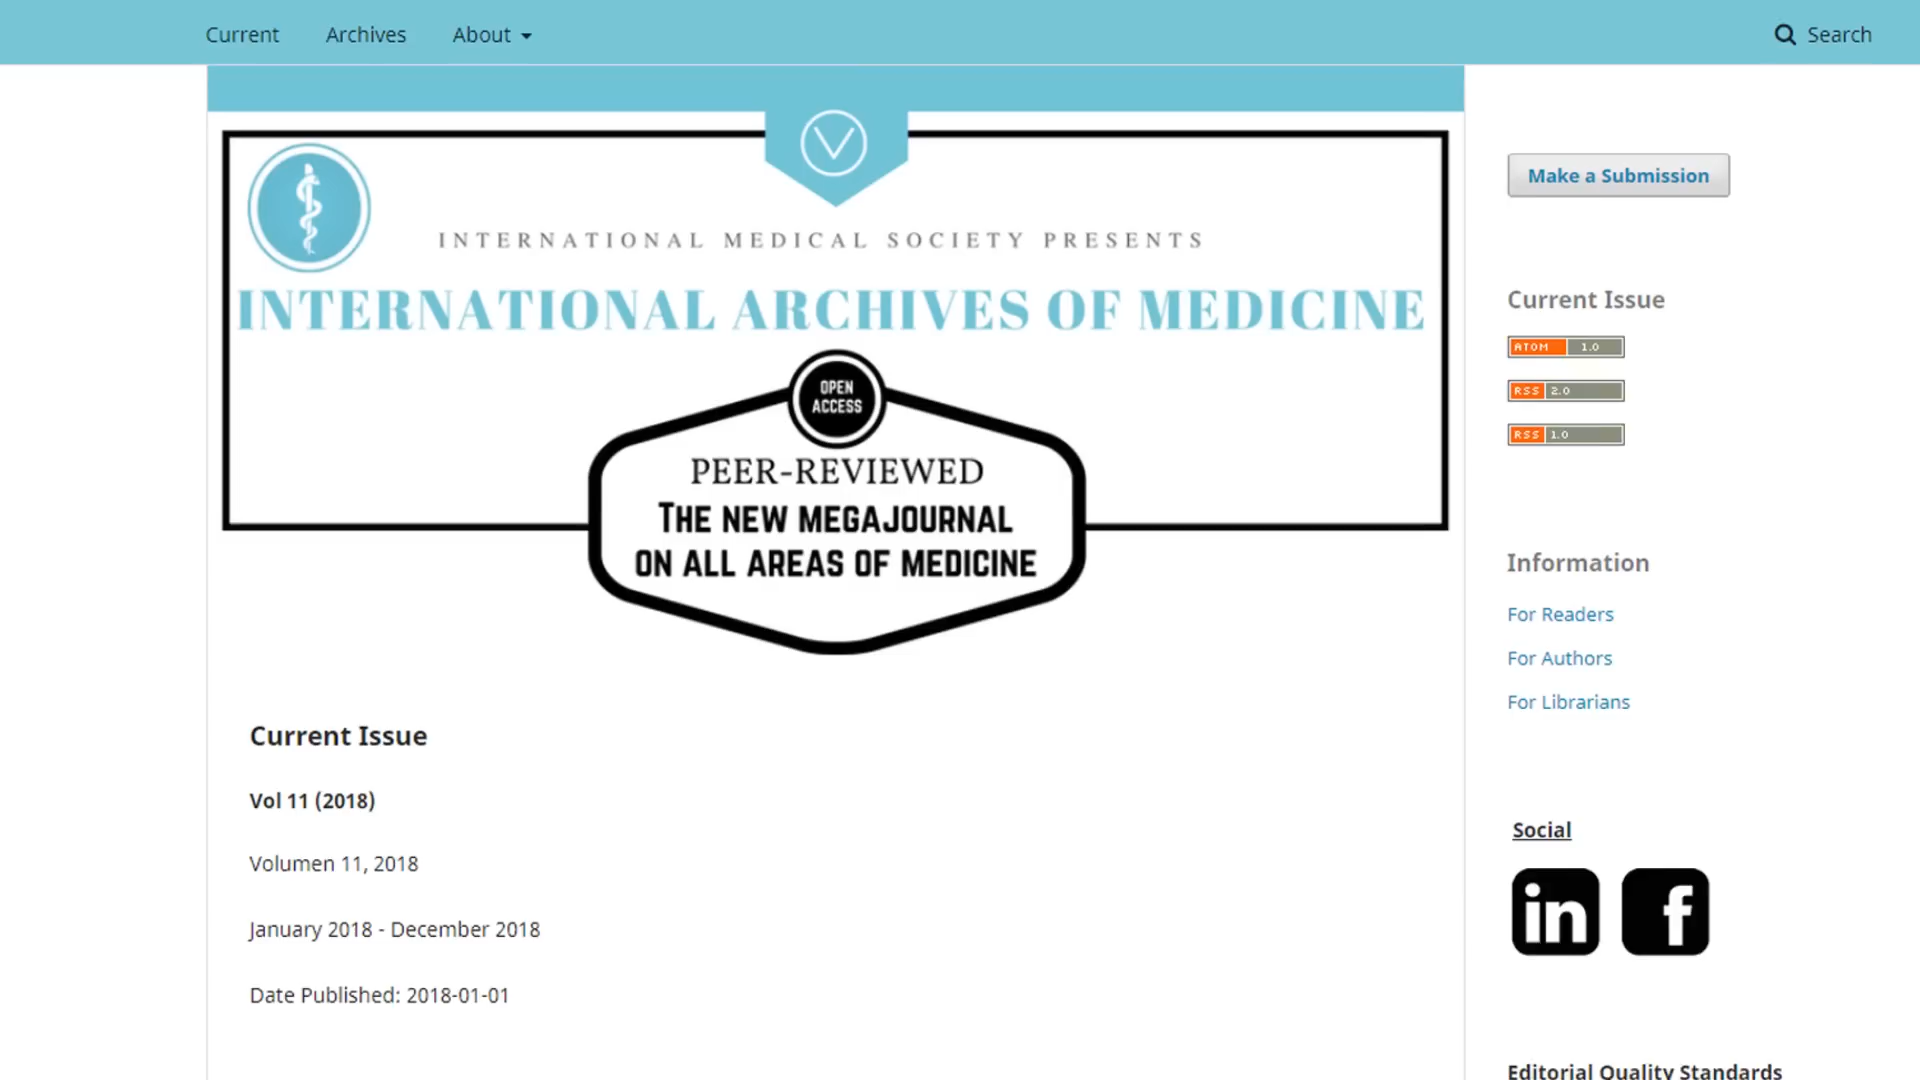 Current Archives About Search
INTERNATIONAL MEDICAL SOCIETY PRESENTS
INTERNATIONAL ARCHIVES OF MEDICINE
OPEN
ACCESS
PEER-REVIEWED
THE NEW MEGAJOURNAL
ON ALL AREAS OF MEDICINE
Current Issue
Vol 11 (2018)
Volumen 11, 2018
January 2018 - December 2018
Date Published: 2018-01-01
Make a Submission
Current Issue
ATOM 1.0
RSS 2.0
RSS 1.0
Information
For Readers
For Authors
For Librarians
Social
in f
Editorial Quality Standards